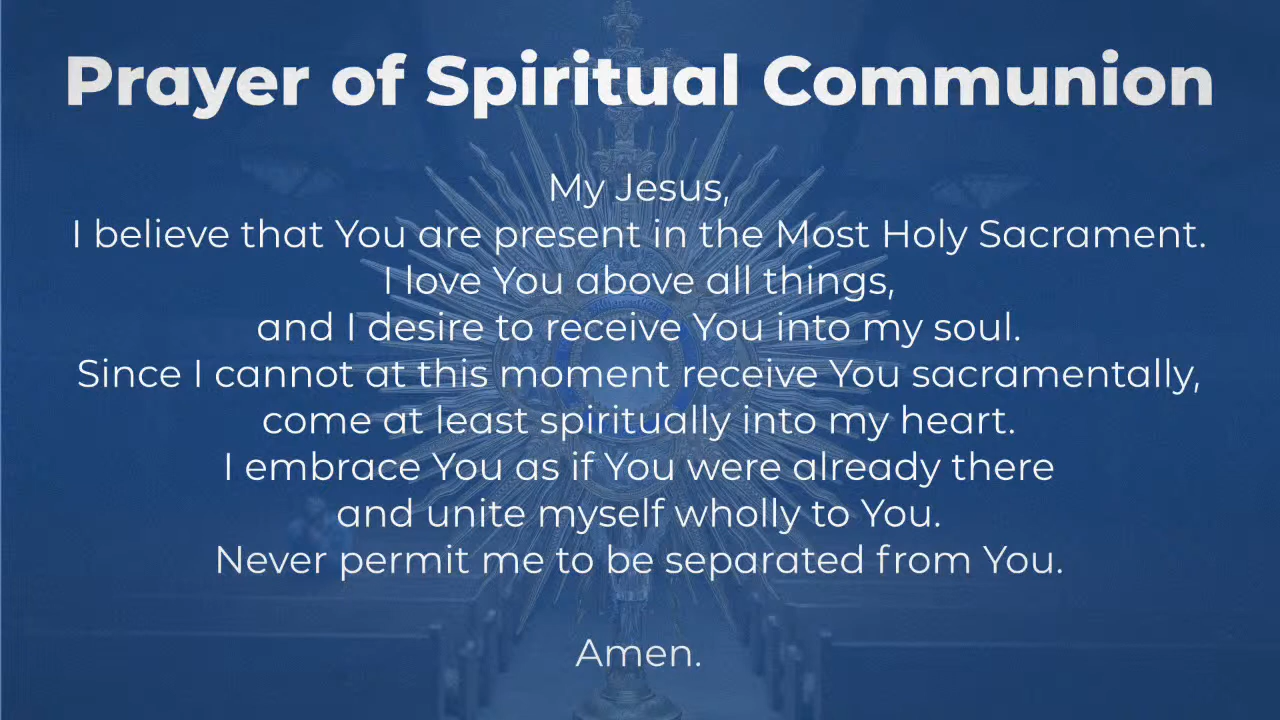 Prayer of Spiritual Communion
My Jesus,
I believe that You are present in the Most Holy Sacrament.
I love You above all things,
and I desire to receive You into my soul.
Since I cannot at this moment receive You sacramentally,
come at least spiritually into my heart.
I embrace You as if You were already there
and unite myself wholly to You.
Never permit me to be separated from You.
Amen.